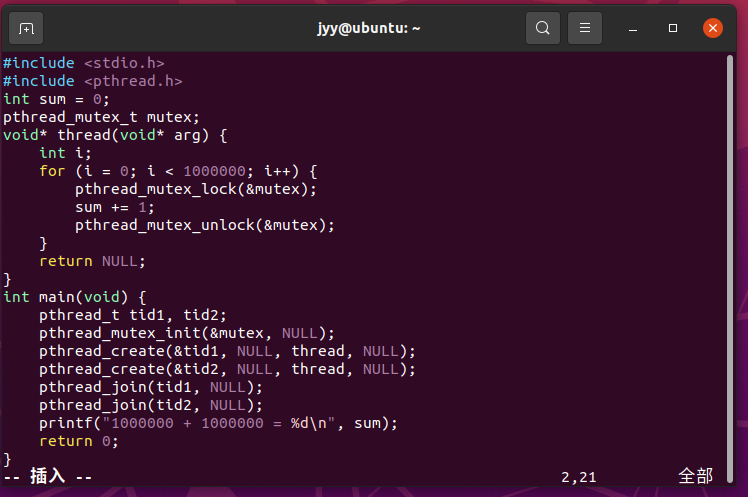 jyy@ubuntu: ~
#include <stdio.h>
#include <pthread.h>
int sum = 0;
pthread_mutex_t mutex;
void* thread(void* arg) {
    int i;
    for (i = 0; i < 1000000; i++) {
        pthread_mutex_lock(&mutex);
        sum += 1;
        pthread_mutex_unlock(&mutex);
    }
    return NULL;
}
int main(void) {
    pthread_t tid1, tid2;
    pthread_mutex_init(&mutex, NULL);
    pthread_create(&tid1, NULL, thread, NULL);
    pthread_create(&tid2, NULL, thread, NULL);
    pthread_join(tid1, NULL);
    pthread_join(tid2, NULL);
    printf("1000000 + 1000000 = %d\n", sum);
    return 0;
}
-- 插入 -- 2,21 全部